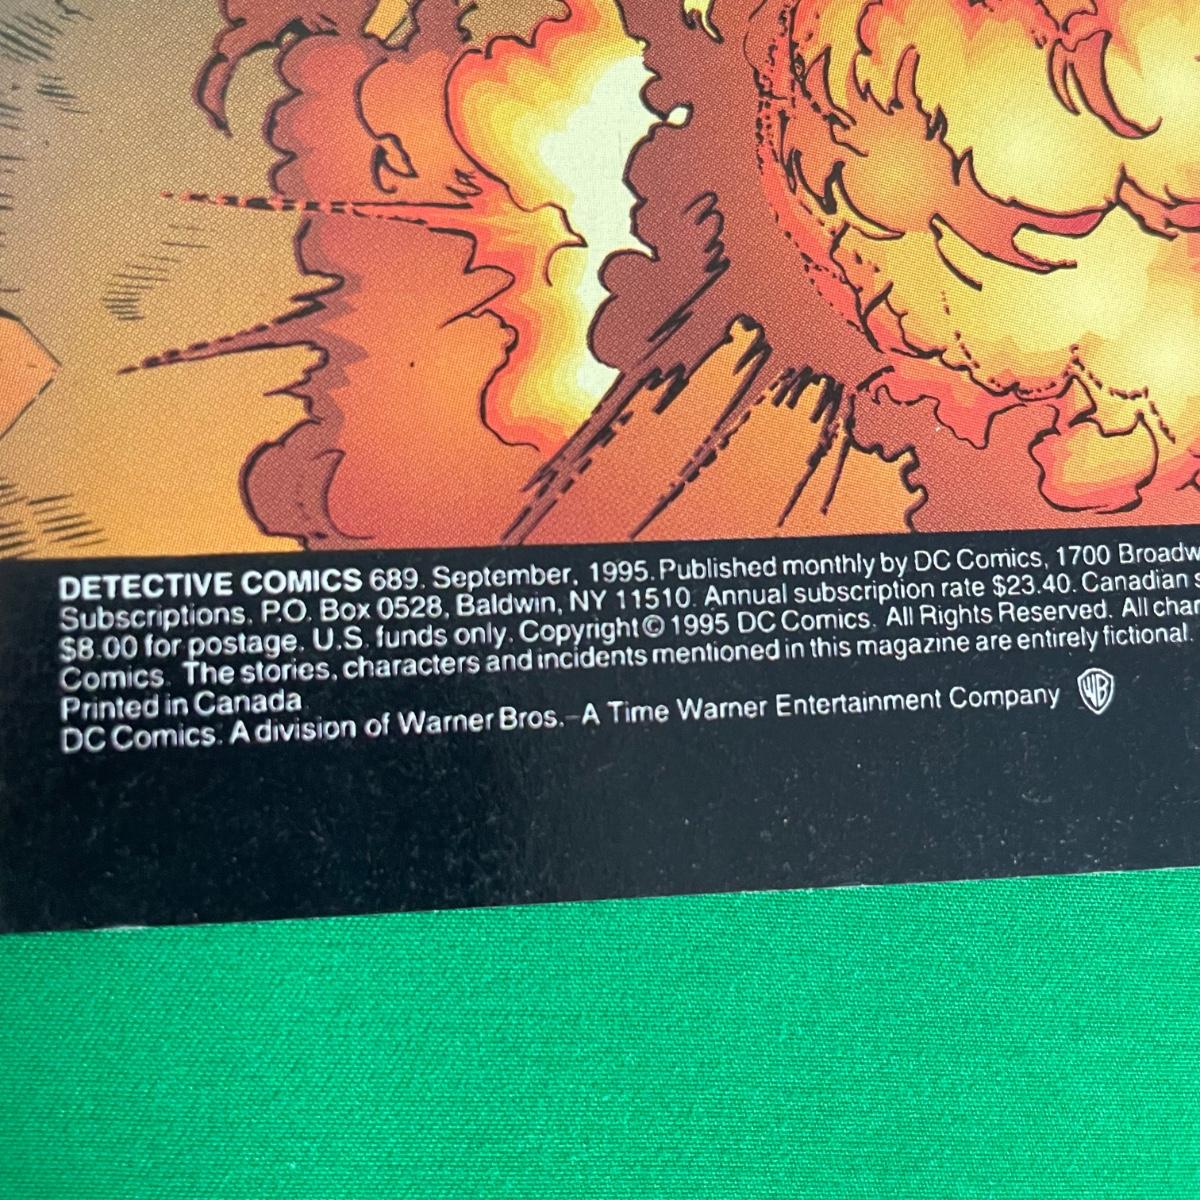 DETECTIVE COMICS 689. September, 1995. Published monthly by DC Comics, 1700 Broadw
Subscriptions, P.O. Box 0528, Baldwin, NY 11510. Annual subscription rate $23.40. Canadian s
$8.00 for postage. U.S. funds only. Copyright © 1995 DC Comics. All Rights Reserved. All char
Comics. The stories, characters and incidents mentioned in this magazine are entirely fictional.
Printed in Canada
DC Comics. A division of Warner Bros.–A Time Warner Entertainment Company WB